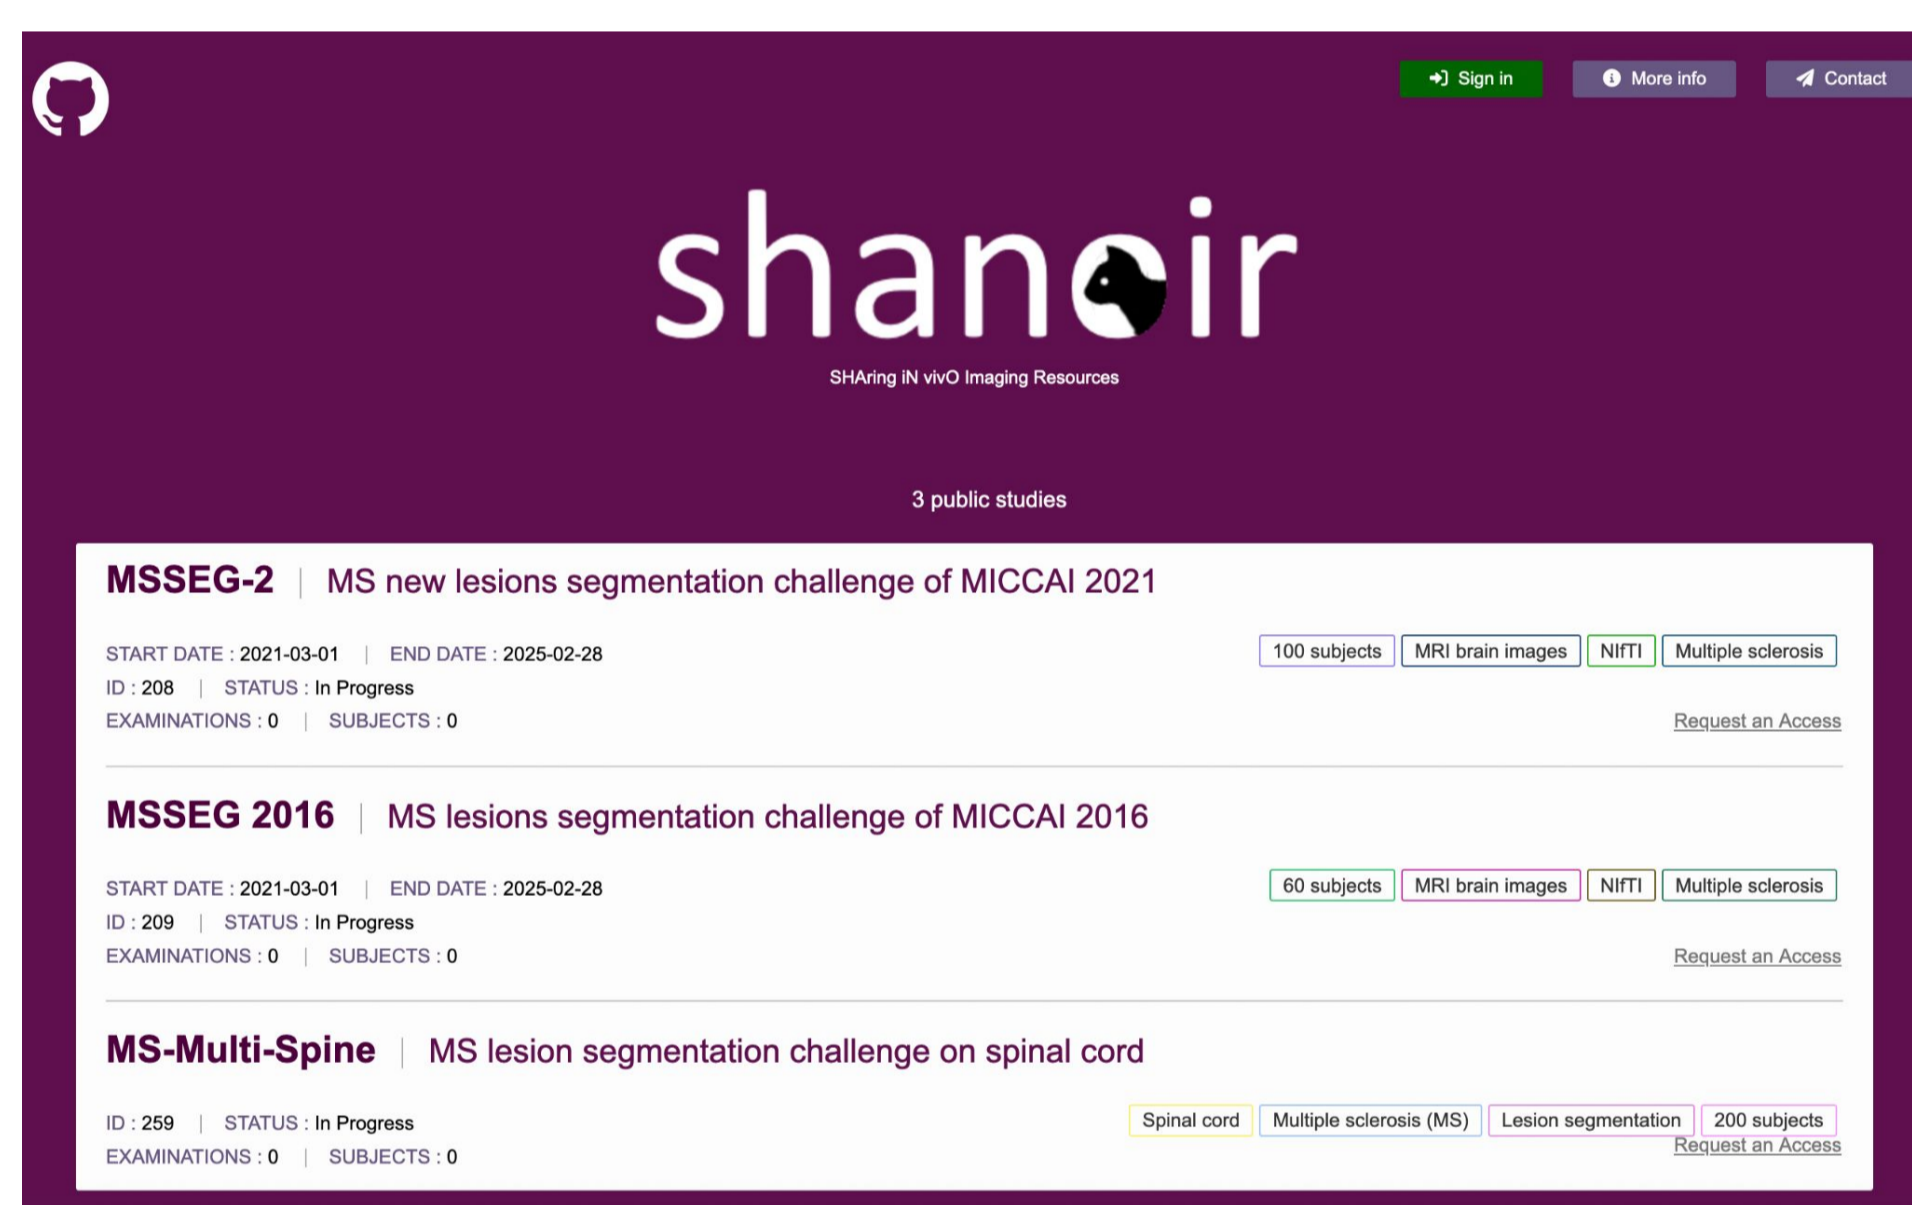 Sign in
More info
Contact
shanoir
SHAring iN vivO Imaging Resources
3 public studies
MSSEG-2 | MS new lesions segmentation challenge of MICCAI 2021
START DATE : 2021-03-01 | END DATE : 2025-02-28
100 subjects MRI brain images NIfTI Multiple sclerosis
ID : 208 | STATUS : In Progress
EXAMINATIONS : 0 | SUBJECTS : 0
Request an Access
MSSEG 2016 | MS lesions segmentation challenge of MICCAI 2016
START DATE : 2021-03-01 | END DATE : 2025-02-28
60 subjects MRI brain images NIfTI Multiple sclerosis
ID : 209 | STATUS : In Progress
EXAMINATIONS : 0 | SUBJECTS : 0
Request an Access
MS-Multi-Spine | MS lesion segmentation challenge on spinal cord
ID : 259 | STATUS : In Progress
Spinal cord Multiple sclerosis (MS) Lesion segmentation 200 subjects
EXAMINATIONS : 0 | SUBJECTS : 0
Request an Access